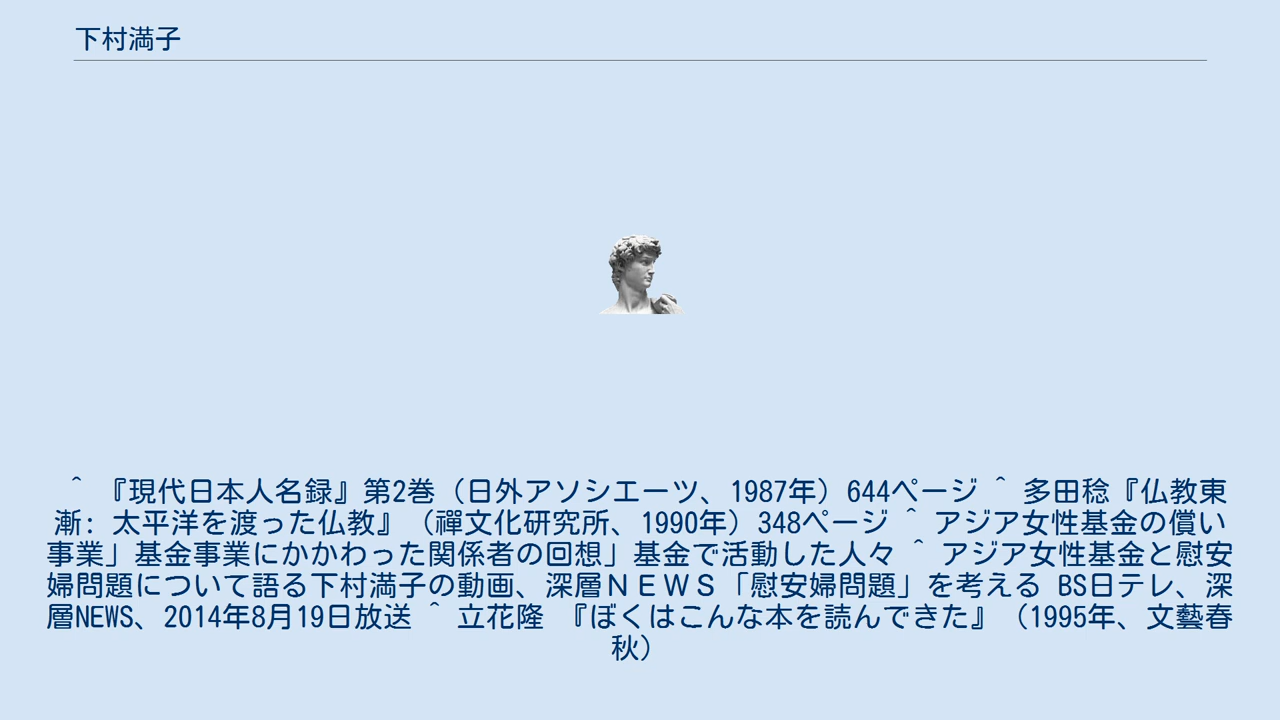 下村満子
^ 『現代日本人名録』第2巻（日外アソシエーツ、1987年）644ページ ^ 多田稔『仏教東
漸: 太平洋を渡った仏教』（禪文化研究所、1990年）348ページ ^ アジア女性基金の償い
事業」基金事業にかかわった関係者の回想」基金で活動した人々 ^ アジア女性基金と慰安
婦問題について語る下村満子の動画、深層ＮＥＷＳ「慰安婦問題」を考える BS日テレ、深
層NEWS、2014年8月19日放送 ^ 立花隆 『ぼくはこんな本を読んできた』（1995年、文藝春
秋）